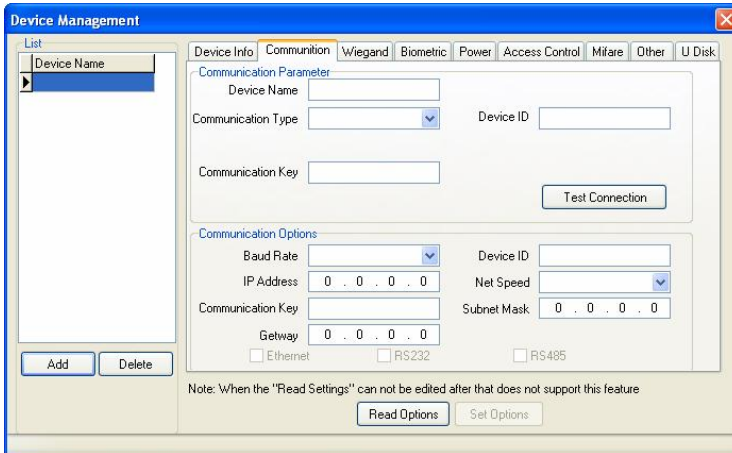 Device Management
List
Device Name
Device Info Communition Wiegand Biometric Power Access Control Mifare Other U Disk
Communication Parameter
Device Name
Communication Type Device ID
Communication Key
Test Connection
Communication Options
Baud Rate Device ID
IP Address 0 . 0 . 0 . 0 Net Speed
Communication Key Subnet Mask 0 . 0 . 0 . 0
Getway 0 . 0 . 0 . 0
Ethernet RS232 RS485
Add Delete
Note: When the "Read Settings" can not be edited after that does not support this feature
Read Options Set Options